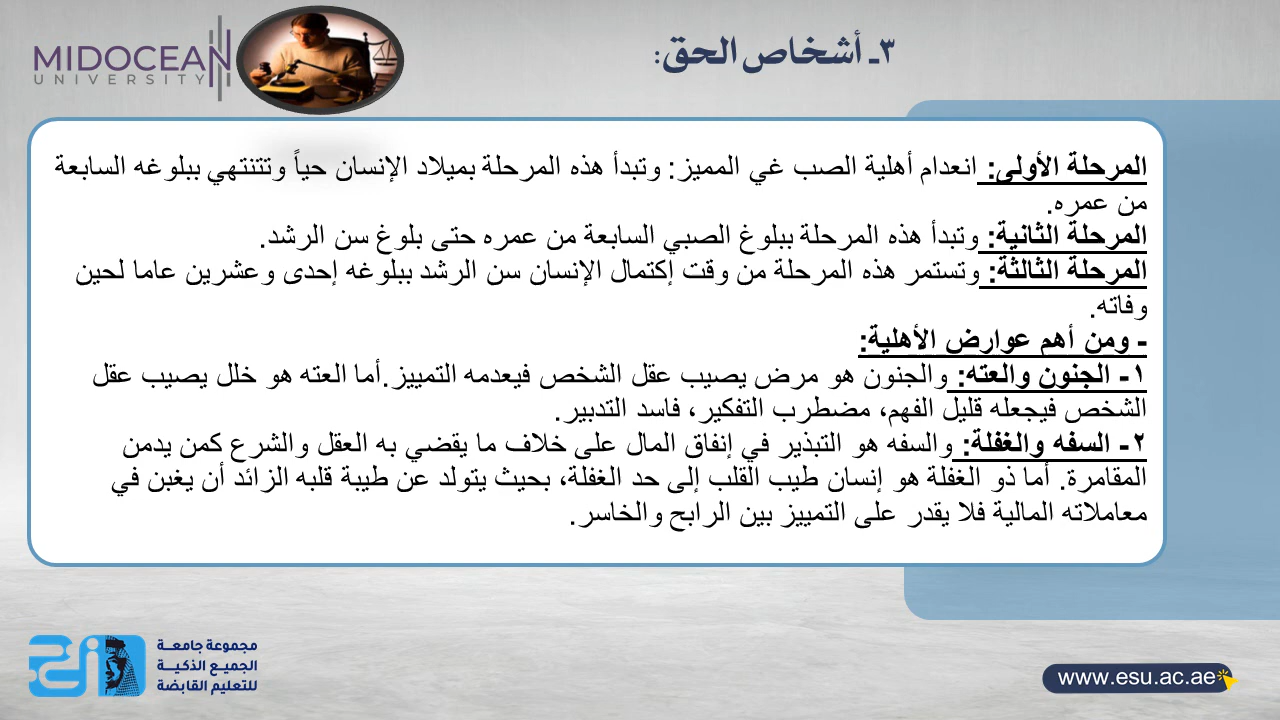 MIDOCEAN
UNIVERSITY
٣ـ أشخاص الحق:
المرحلة الأولى: انعدام أهلية الصب غي المميز: وتبدأ هذه المرحلة بميلاد الإنسان حياً وتتنتهي ببلوغه السابعة
من عمره.
المرحلة الثانية: وتبدأ هذه المرحلة ببلوغ الصبي السابعة من عمره حتى بلوغ سن الرشد.
المرحلة الثالثة: وتستمر هذه المرحلة من وقت إكتمال الإنسان سن الرشد ببلوغه إحدى وعشرين عاما لحين
وفاته.
- ومن أهم عوارض الأهلية:
١- الجنون والعته: والجنون هو مرض يصيب عقل الشخص فيعدمه التمييز.أما العته هو خلل يصيب عقل
الشخص فيجعله قليل الفهم، مضطرب التفكير، فاسد التدبير.
٢- السفه والغفلة: والسفه هو التبذير في إنفاق المال على خلاف ما يقضي به العقل والشرع كمن يدمن
المقامرة. أما ذو الغفلة هو إنسان طيب القلب إلى حد الغفلة، بحيث يتولد عن طيبة قلبه الزائد أن يغبن في
معاملاته المالية فلا يقدر على التمييز بين الرابح والخاسر.
مجموعة جامعة
الجميع الذكية
للتعليم القابضة
www.esu.ac.ae